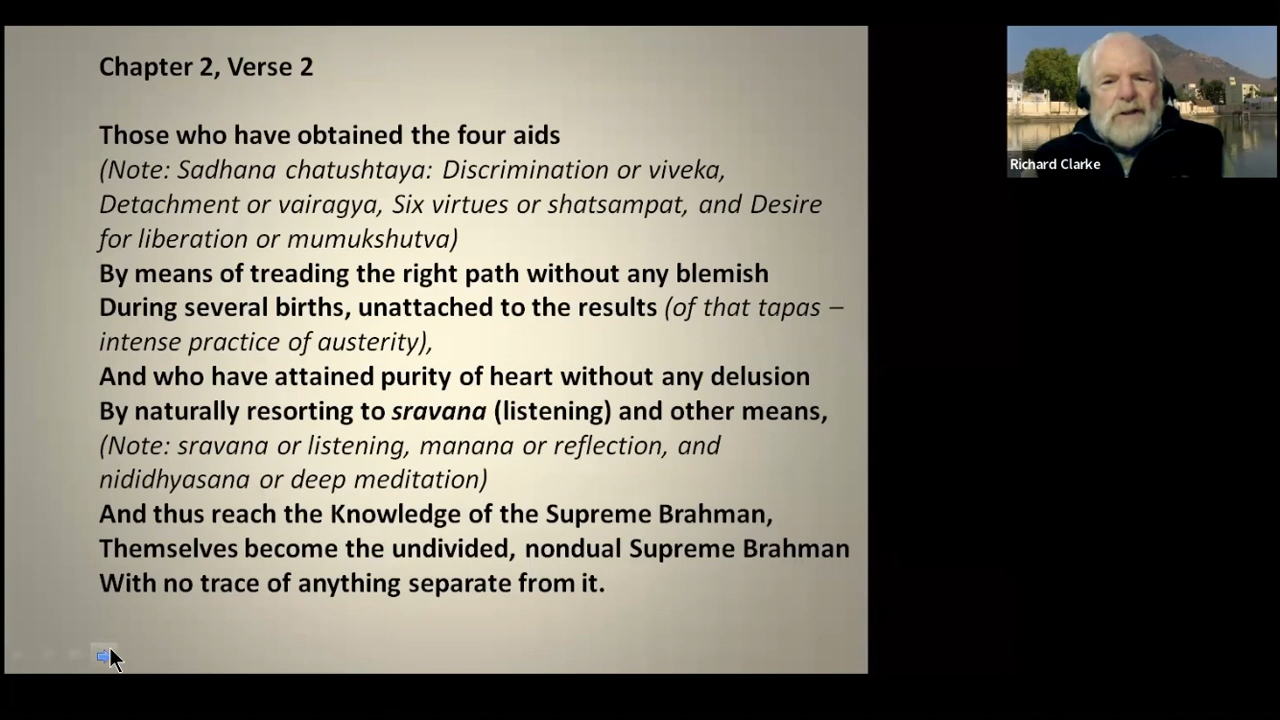 Chapter 2, Verse 2
Those who have obtained the four aids
(Note: Sadhana chatushtaya: Discrimination or viveka,
Detachment or vairagya, Six virtues or shatsampat, and Desire
for liberation or mumukshutva)
By means of treading the right path without any blemish
During several births, unattached to the results (of that tapas –
intense practice of austerity),
And who have attained purity of heart without any delusion
By naturally resorting to sravana (listening) and other means,
(Note: sravana or listening, manana or reflection, and
nididhyasana or deep meditation)
And thus reach the Knowledge of the Supreme Brahman,
Themselves become the undivided, nondual Supreme Brahman
With no trace of anything separate from it.
Richard Clarke